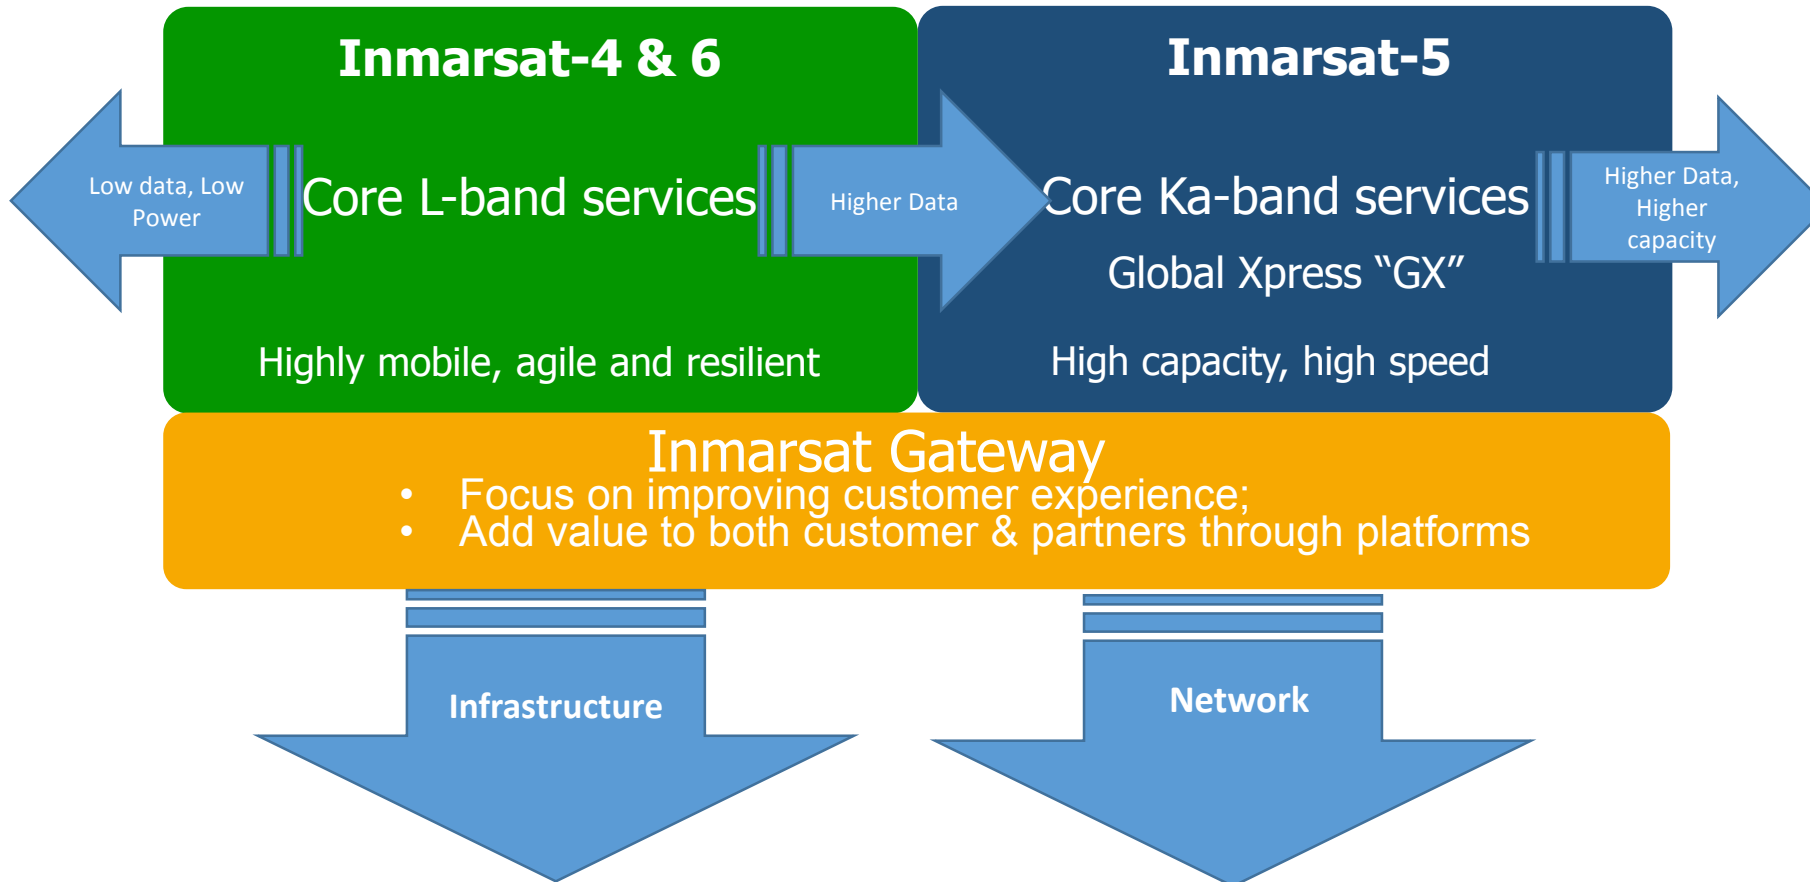 Inmarsat-4 & 6
Inmarsat-5
Low data, Low
Power
Core L-band services
Higher Data
Core Ka-band services
Higher Data,
Higher
capacity
Global Xpress “GX”
Highly mobile, agile and resilient
High capacity, high speed
Inmarsat Gateway
• Focus on improving customer experience;
• Add value to both customer & partners through platforms
Infrastructure
Network